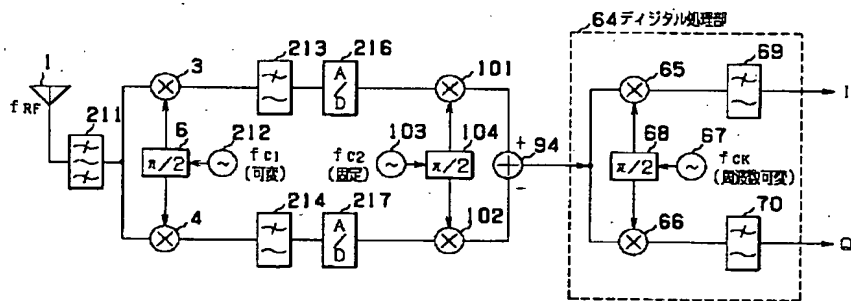 64ディジタル処理部
1
fRF
211
3
213
216
A/D
101
65
69
I
6
π/2
212
fC1
(可変)
103
fC2
(固定)
104
π/2
+
94
-
68
π/2
67
fCK
(周波数可変)
4
214
217
A/D
102
66
70
Q